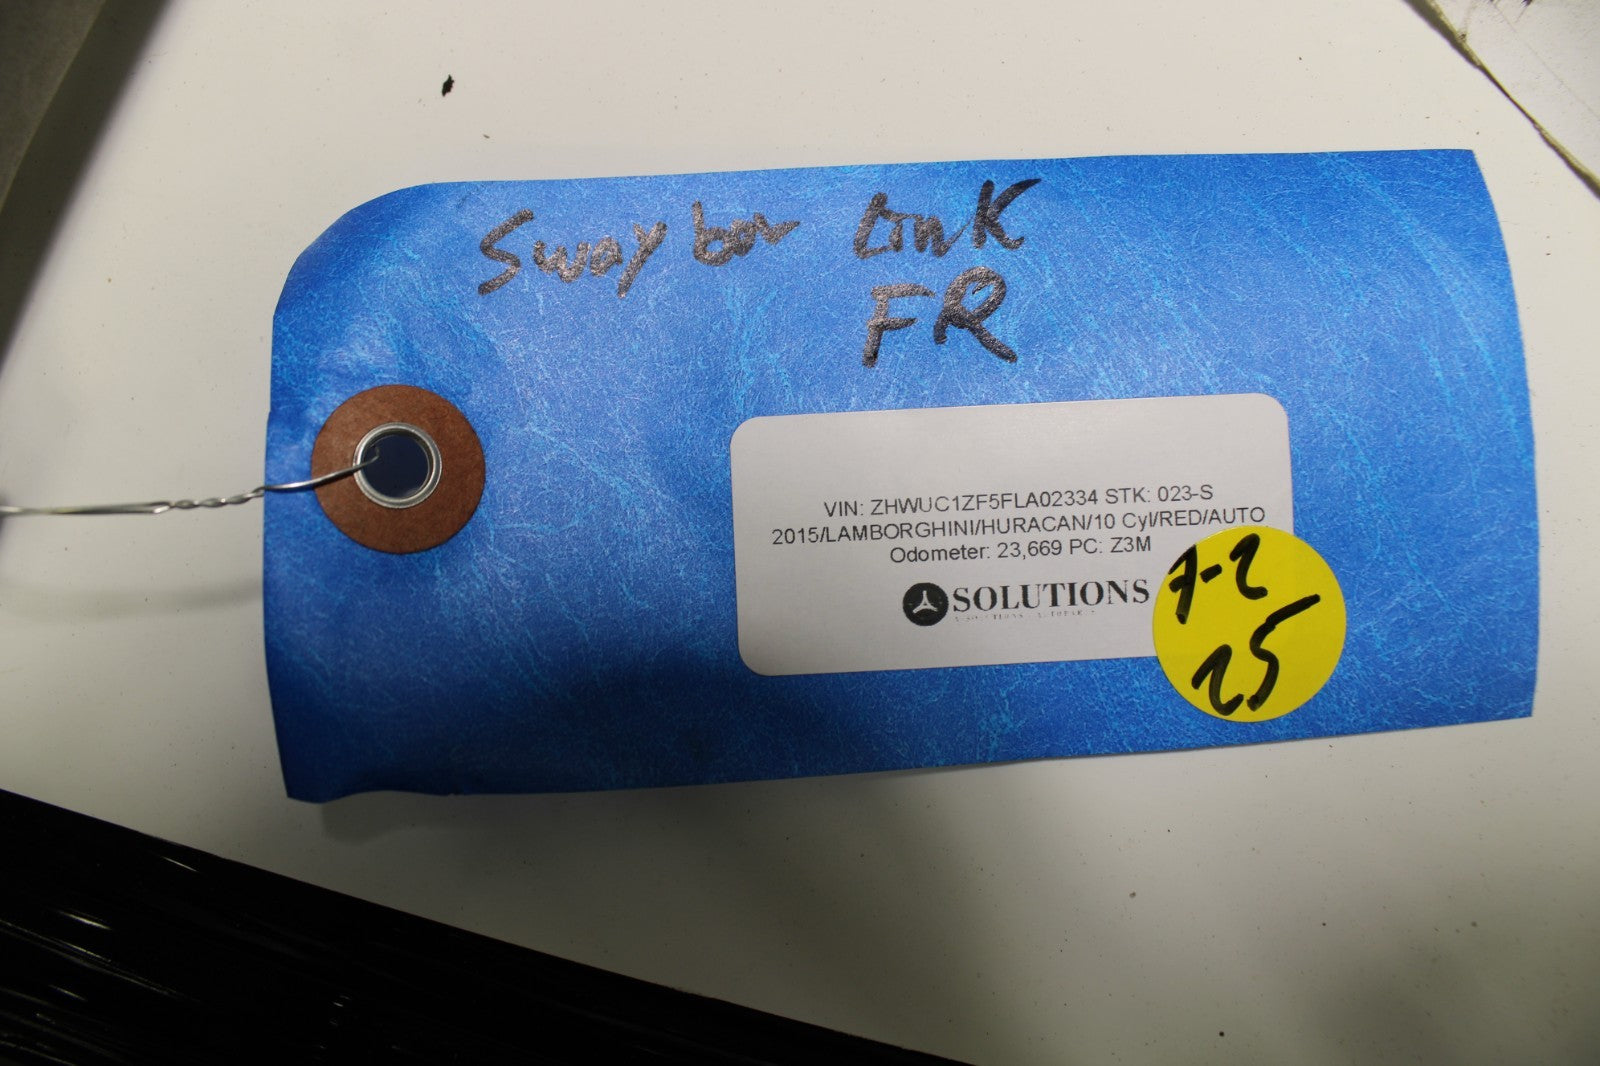 Sway bar Link
FR
VIN: ZHWUC1ZF5FLA02334 STK: 023-S
2015/LAMBORGHINI/HURACAN/10 Cyl/RED/AUTO
Odometer: 23,669 PC: Z3M
SOLUTIONS
A-2
25